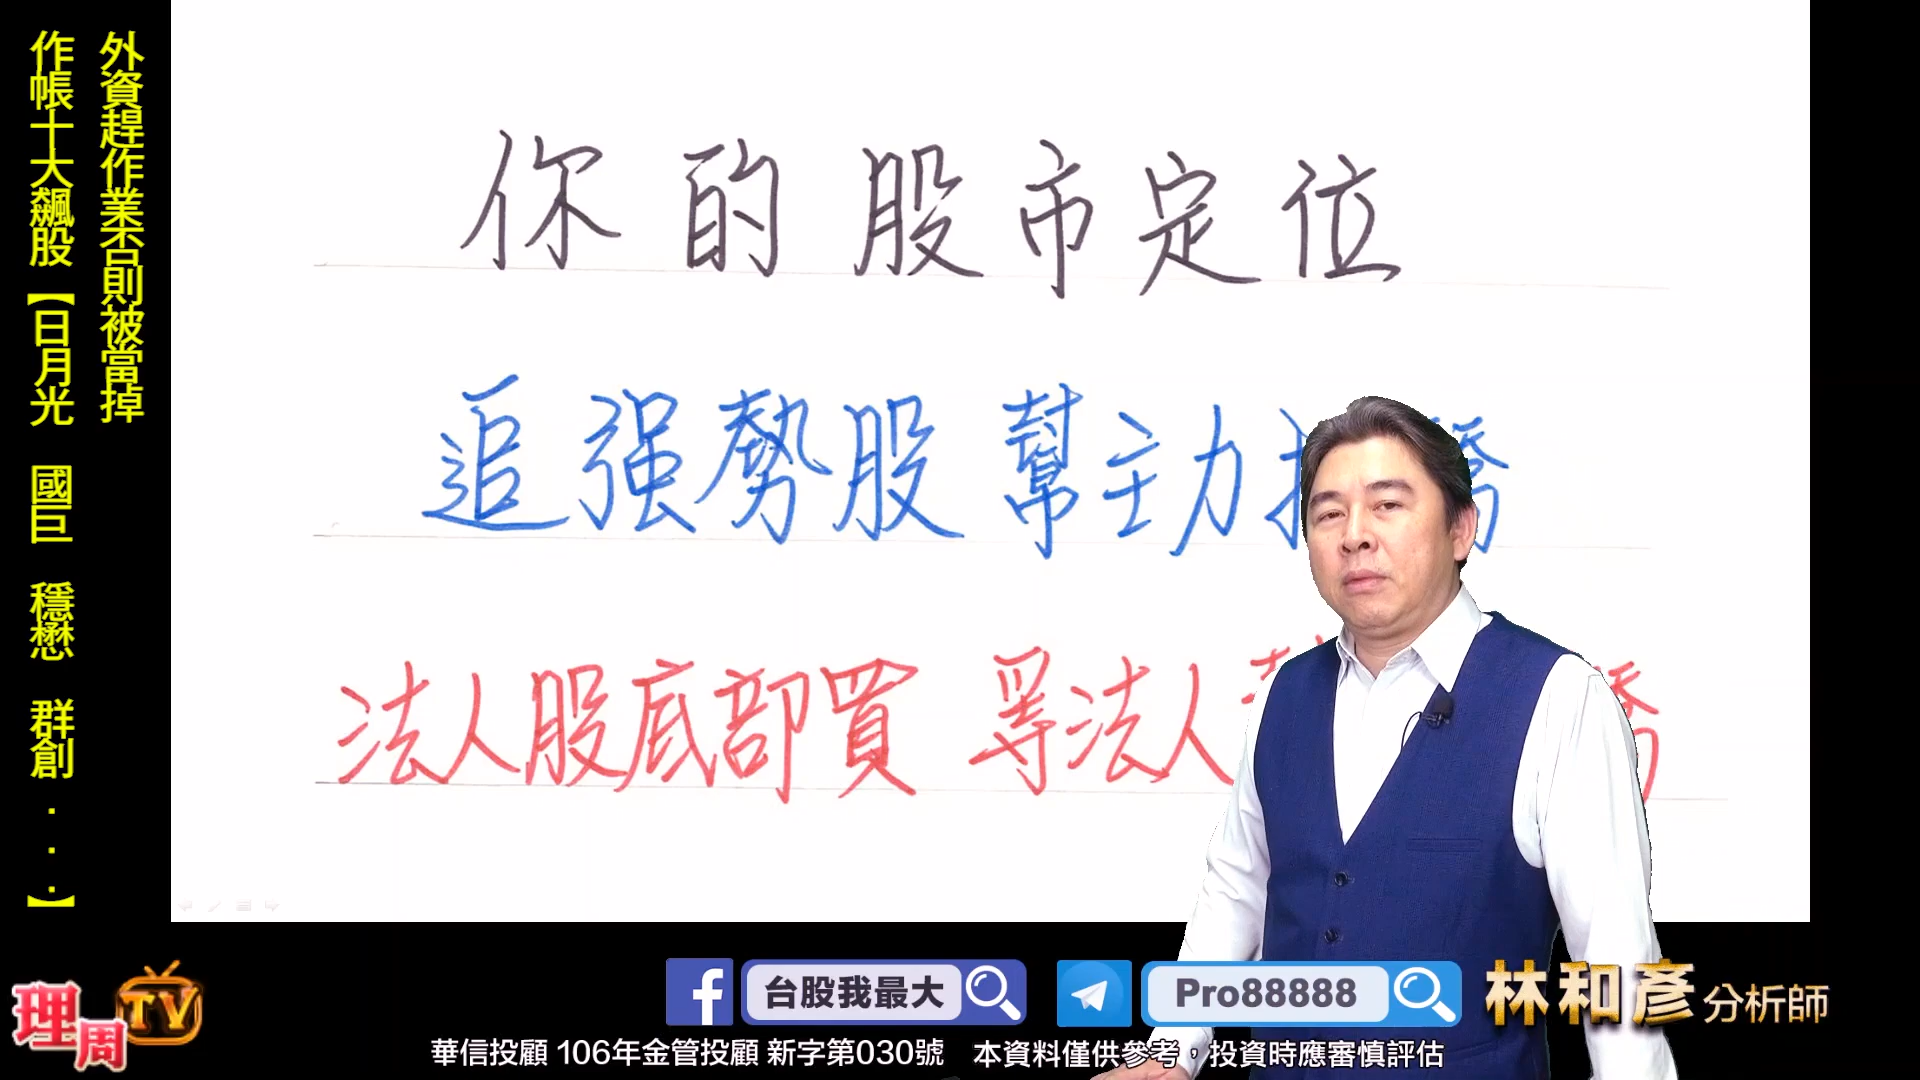 外資趕作業否則被當掉
作帳十大飆股【日月光 國巨 穩懋 群創...】
你的股市定位
追强勢股 幫主力
法人股底部買 等法人
理周TV
台股我最大
Pro88888
林和彥分析師
華信投顧 106年金管投顧 新字第030號 本資料僅供參考，投資時應審慎評估